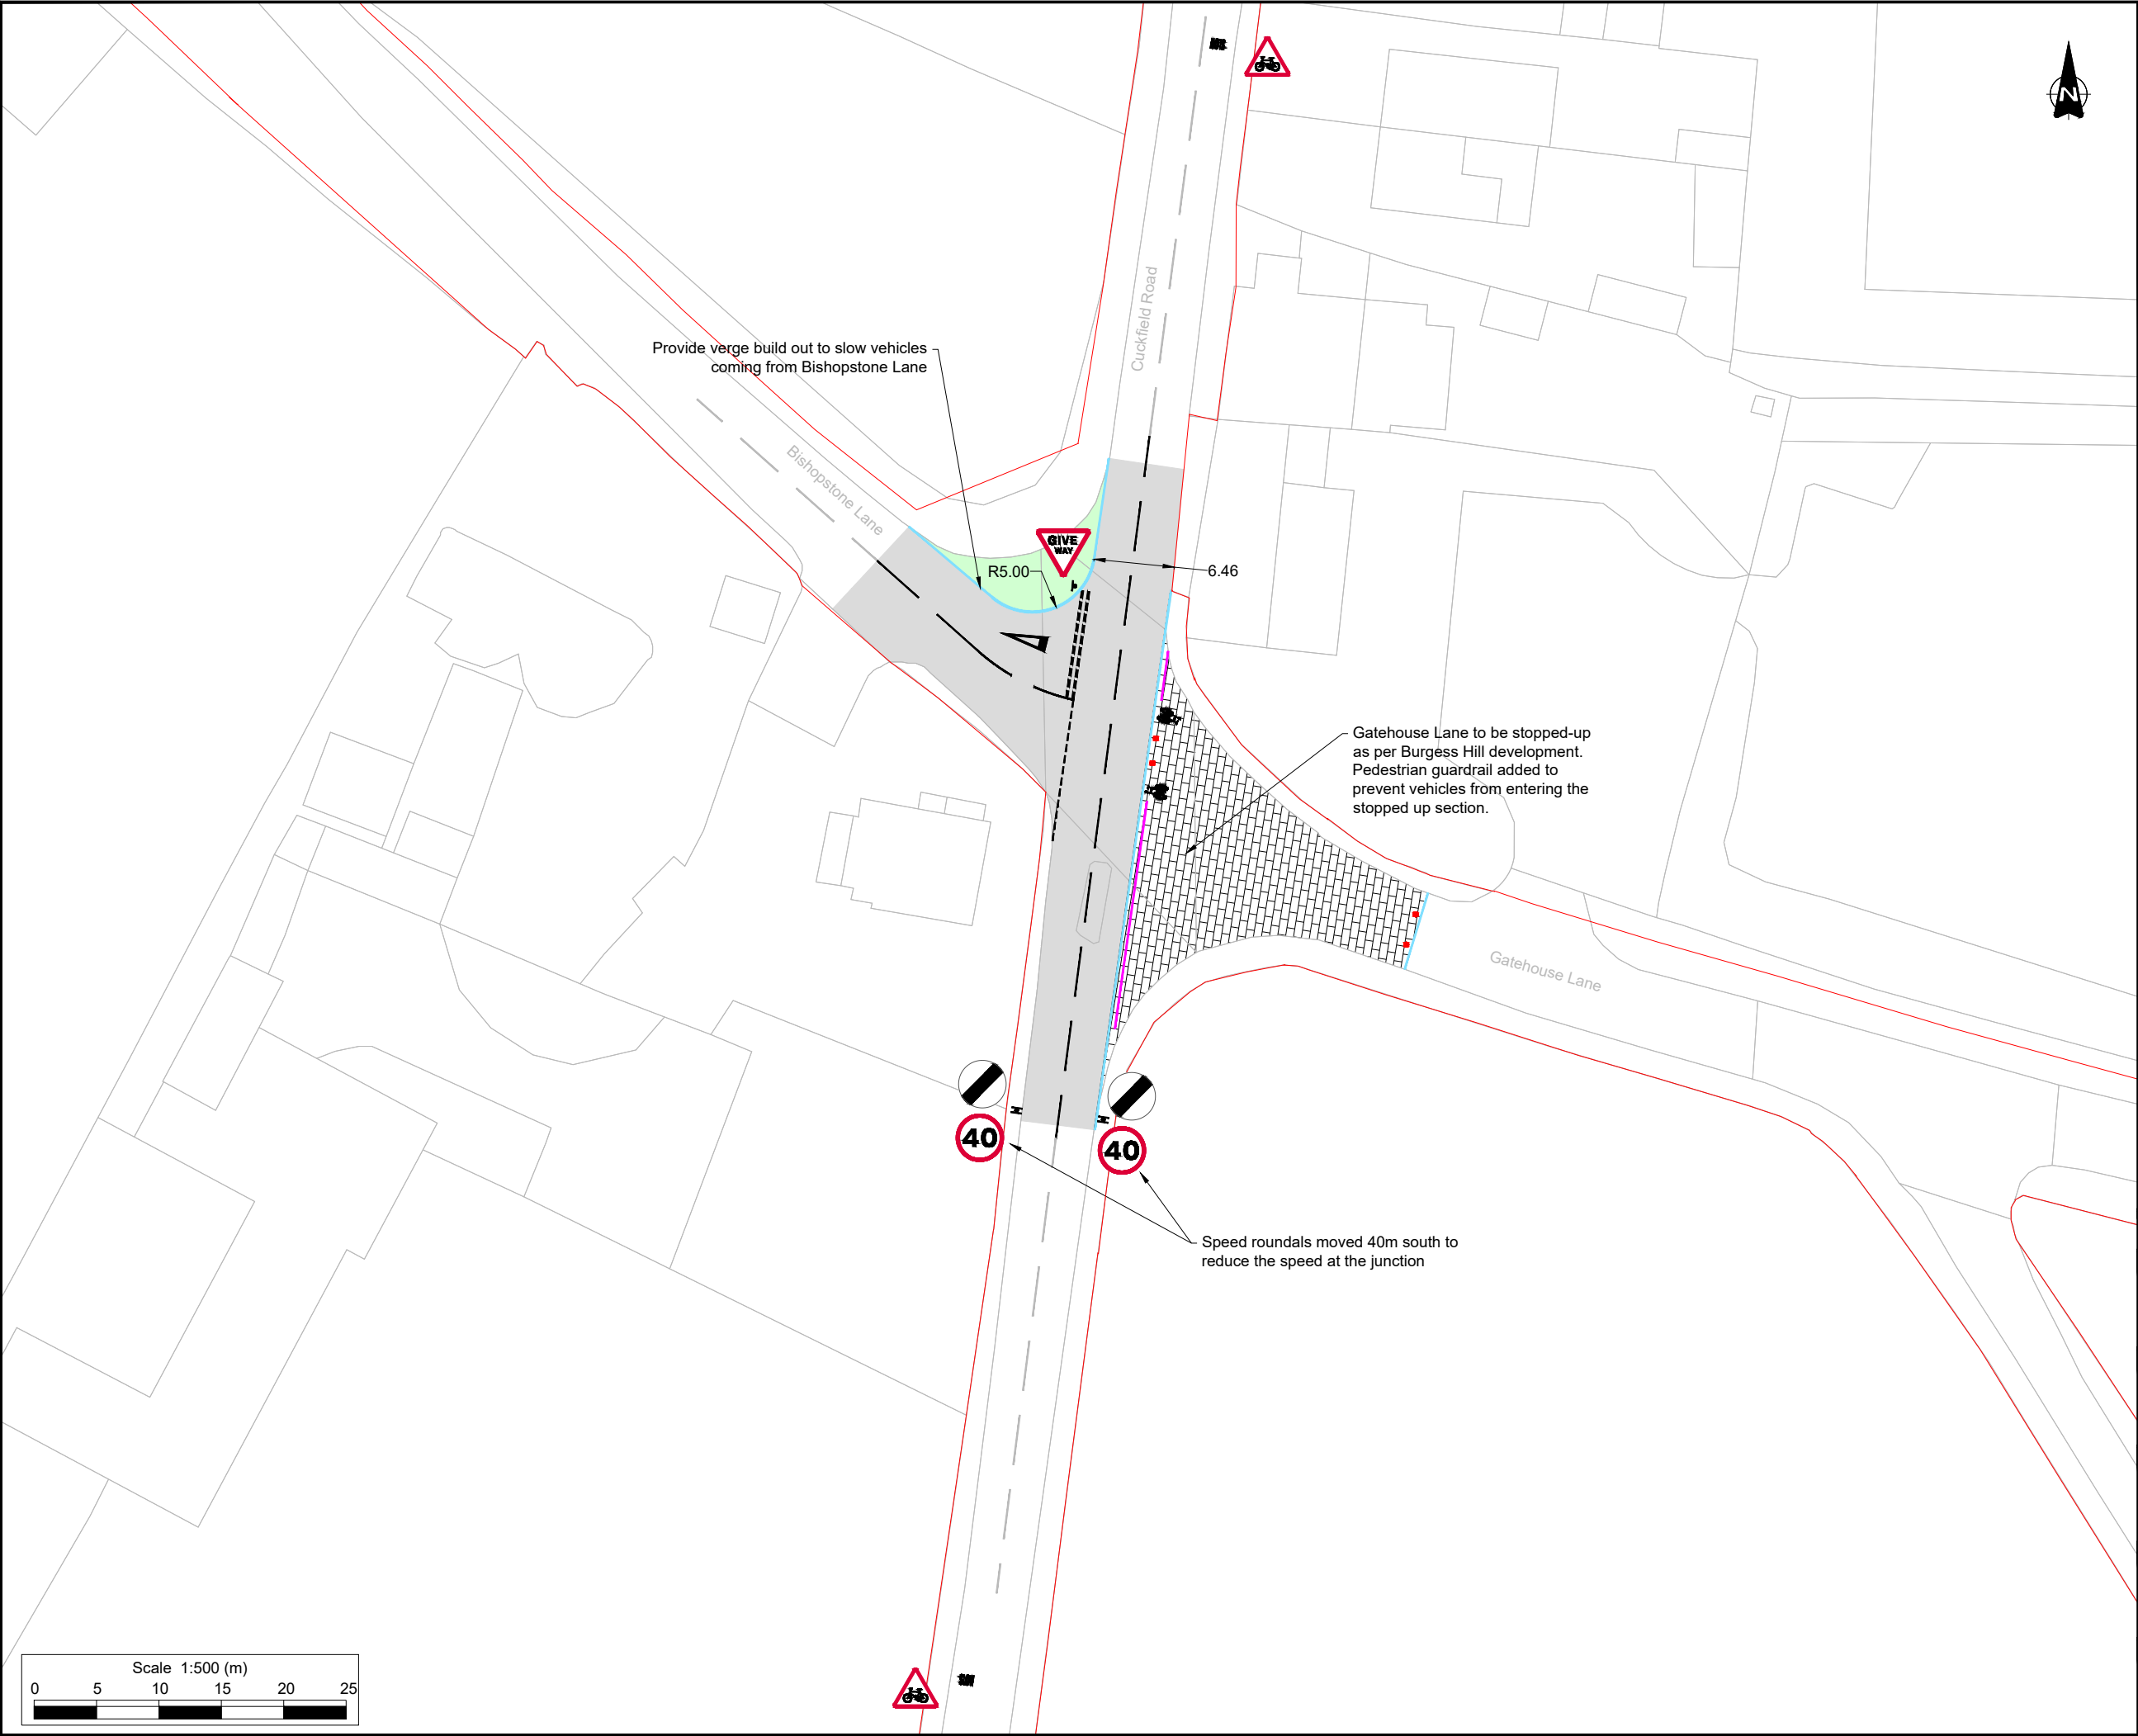 N
Cuckfield Road
Provide verge build out to slow vehicles
coming from Bishopstone Lane
Bishopstone Lane
GIVE
WAY
R5.00
6.46
Gatehouse Lane to be stopped-up
as per Burgess Hill development.
Pedestrian guardrail added to
prevent vehicles from entering the
stopped up section.
Gatehouse Lane
40
40
Speed roundals moved 40m south to
reduce the speed at the junction
Scale 1:500 (m)
0 5 10 15 20 25